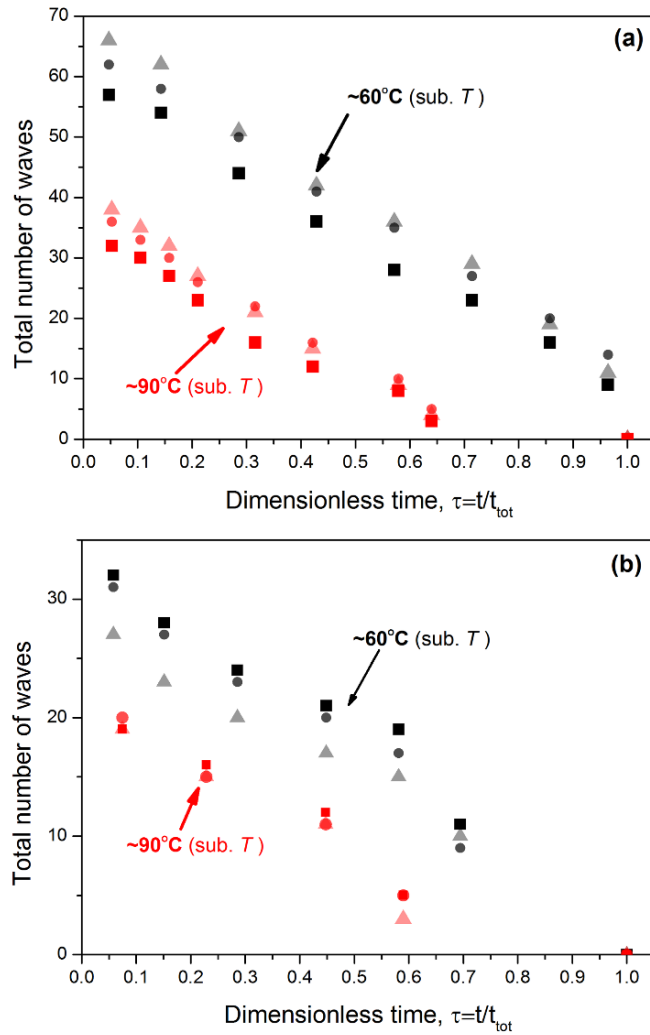 (a)
70
60
50
40
30
20
10
0
Total number of waves
~60°C (sub. T )
~90°C (sub. T )
0.0 0.1 0.2 0.3 0.4 0.5 0.6 0.7 0.8 0.9 1.0
Dimensionless time, τ=t/t_tot
(b)
30
20
10
0
Total number of waves
~60°C (sub. T )
~90°C (sub. T )
0.0 0.1 0.2 0.3 0.4 0.5 0.6 0.7 0.8 0.9 1.0
Dimensionless time, τ=t/t_tot